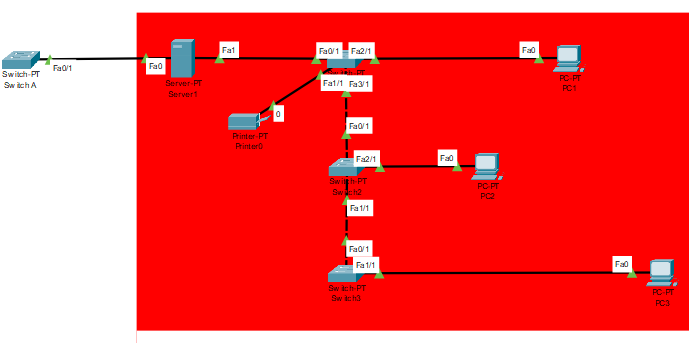 Fa0/1
Switch-PT
Switch A
Fa0
Server-PT
Server1
Fa1
Fa0/1
Fa2/1
Fa1/1
Fa3/1
Fa0
PC-PT
PC1
0
Printer-PT
Printer0
Fa0/1
Fa2/1
Switch-PT
Switch2
Fa0
PC-PT
PC2
Fa1/1
Fa0/1
Fa1/1
Switch-PT
Switch3
Fa0
PC-PT
PC3